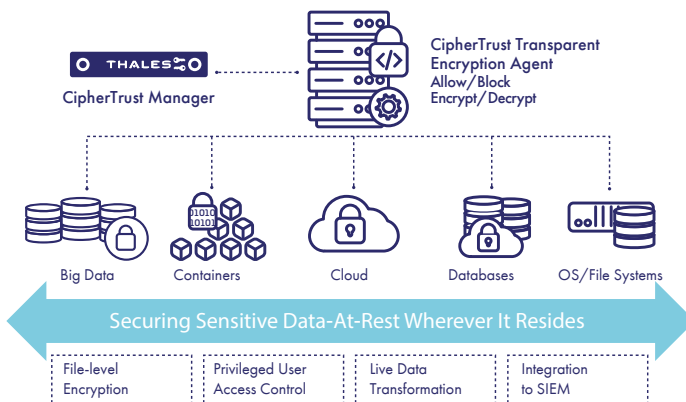 THALES
CipherTrust Manager
CipherTrust Transparent
Encryption Agent
Allow/Block
Encrypt/Decrypt
01010
10101
Big Data
Containers
Cloud
Databases
OS/File Systems
Securing Sensitive Data-At-Rest Wherever It Resides
File-level
Encryption
Privileged User
Access Control
Live Data
Transformation
Integration
to SIEM